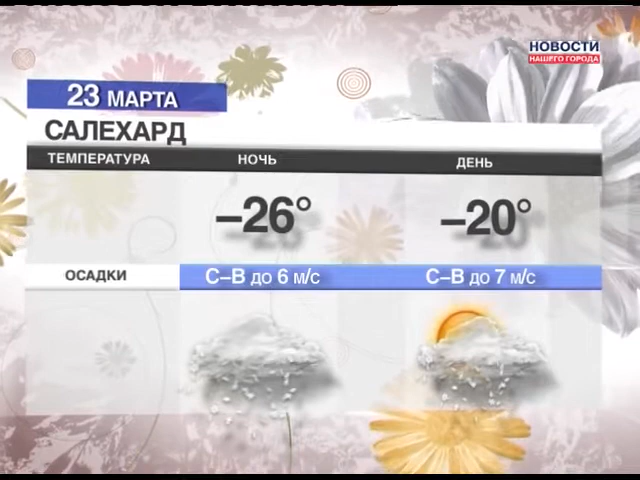 НОВОСТИ
НАШЕГО ГОРОДА
23 МАРТА
САЛЕХАРД
ТЕМПЕРАТУРА НОЧЬ ДЕНЬ
–26° –20°
ОСАДКИ С–В ДО 6 М/С С–В ДО 7 М/С